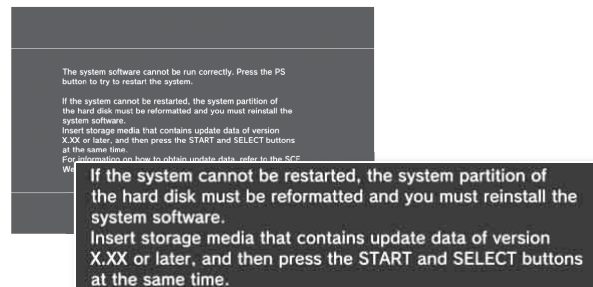 The system software cannot be run correctly. Press the PS
button to try to restart the system.
If the system cannot be restarted, the system partition of
the hard disk must be reformatted and you must reinstall the
system software.
Insert storage media that contains update data of version
X.XX or later, and then press the START and SELECT buttons
at the same time.
For information on how to obtain update data, refer to the SCE
We
If the system cannot be restarted, the system partition of
the hard disk must be reformatted and you must reinstall the
system software.
Insert storage media that contains update data of version
X.XX or later, and then press the START and SELECT buttons
at the same time.